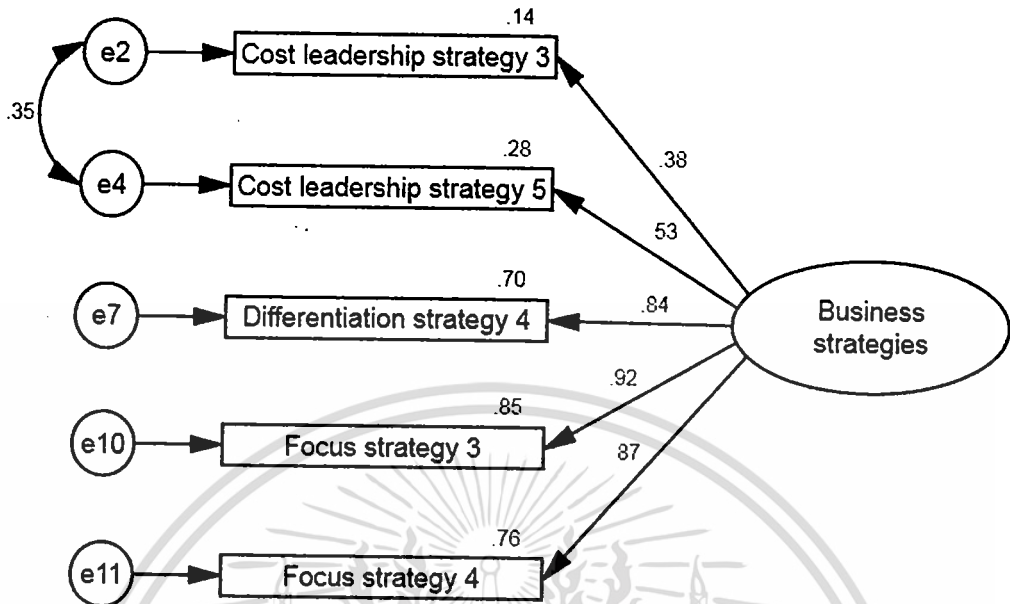 .14
e2
Cost leadership strategy 3
.35
.38
.28
e4
Cost leadership strategy 5
53
.70
e7
Differentiation strategy 4
.84
Business
strategies
.92
.85
e10
Focus strategy 3
87
.76
e11
Focus strategy 4